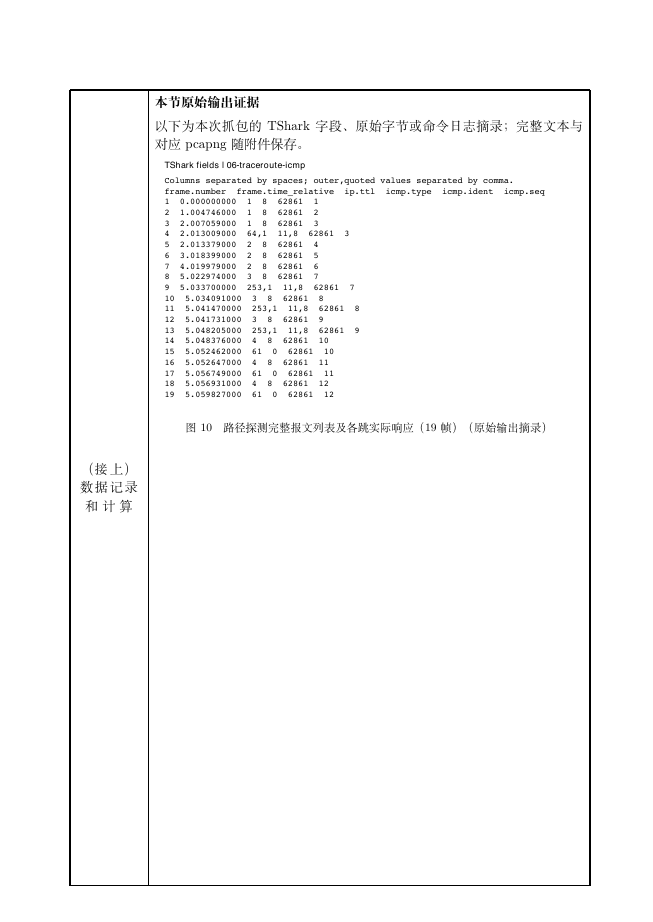 本节原始输出证据
以下为本次抓包的 TShark 字段、原始字节或命令日志摘录；完整文本与
对应 pcapng 随附件保存。
TShark fields | 06-traceroute-icmp
Columns separated by spaces; outer,quoted values separated by comma.
frame.number frame.time_relative ip.ttl icmp.type icmp.ident icmp.seq
1 0.000000000 1 8 62861 1
2 1.004746000 1 8 62861 2
3 2.007059000 1 8 62861 3
4 2.013009000 64,1 11,8 62861 3
5 2.013379000 2 8 62861 4
6 3.018399000 2 8 62861 5
7 4.019979000 2 8 62861 6
8 5.022974000 3 8 62861 7
9 5.033700000 253,1 11,8 62861 7
10 5.034091000 3 8 62861 8
11 5.041470000 253,1 11,8 62861 8
12 5.041731000 3 8 62861 9
13 5.048205000 253,1 11,8 62861 9
14 5.048376000 4 8 62861 10
15 5.052462000 61 0 62861 10
16 5.052647000 4 8 62861 11
17 5.056749000 61 0 62861 11
18 5.056931000 4 8 62861 12
19 5.059827000 61 0 62861 12
图 10 路径探测完整报文列表及各跳实际响应（19 帧）（原始输出摘录）
（接上）
数据记录
和计算